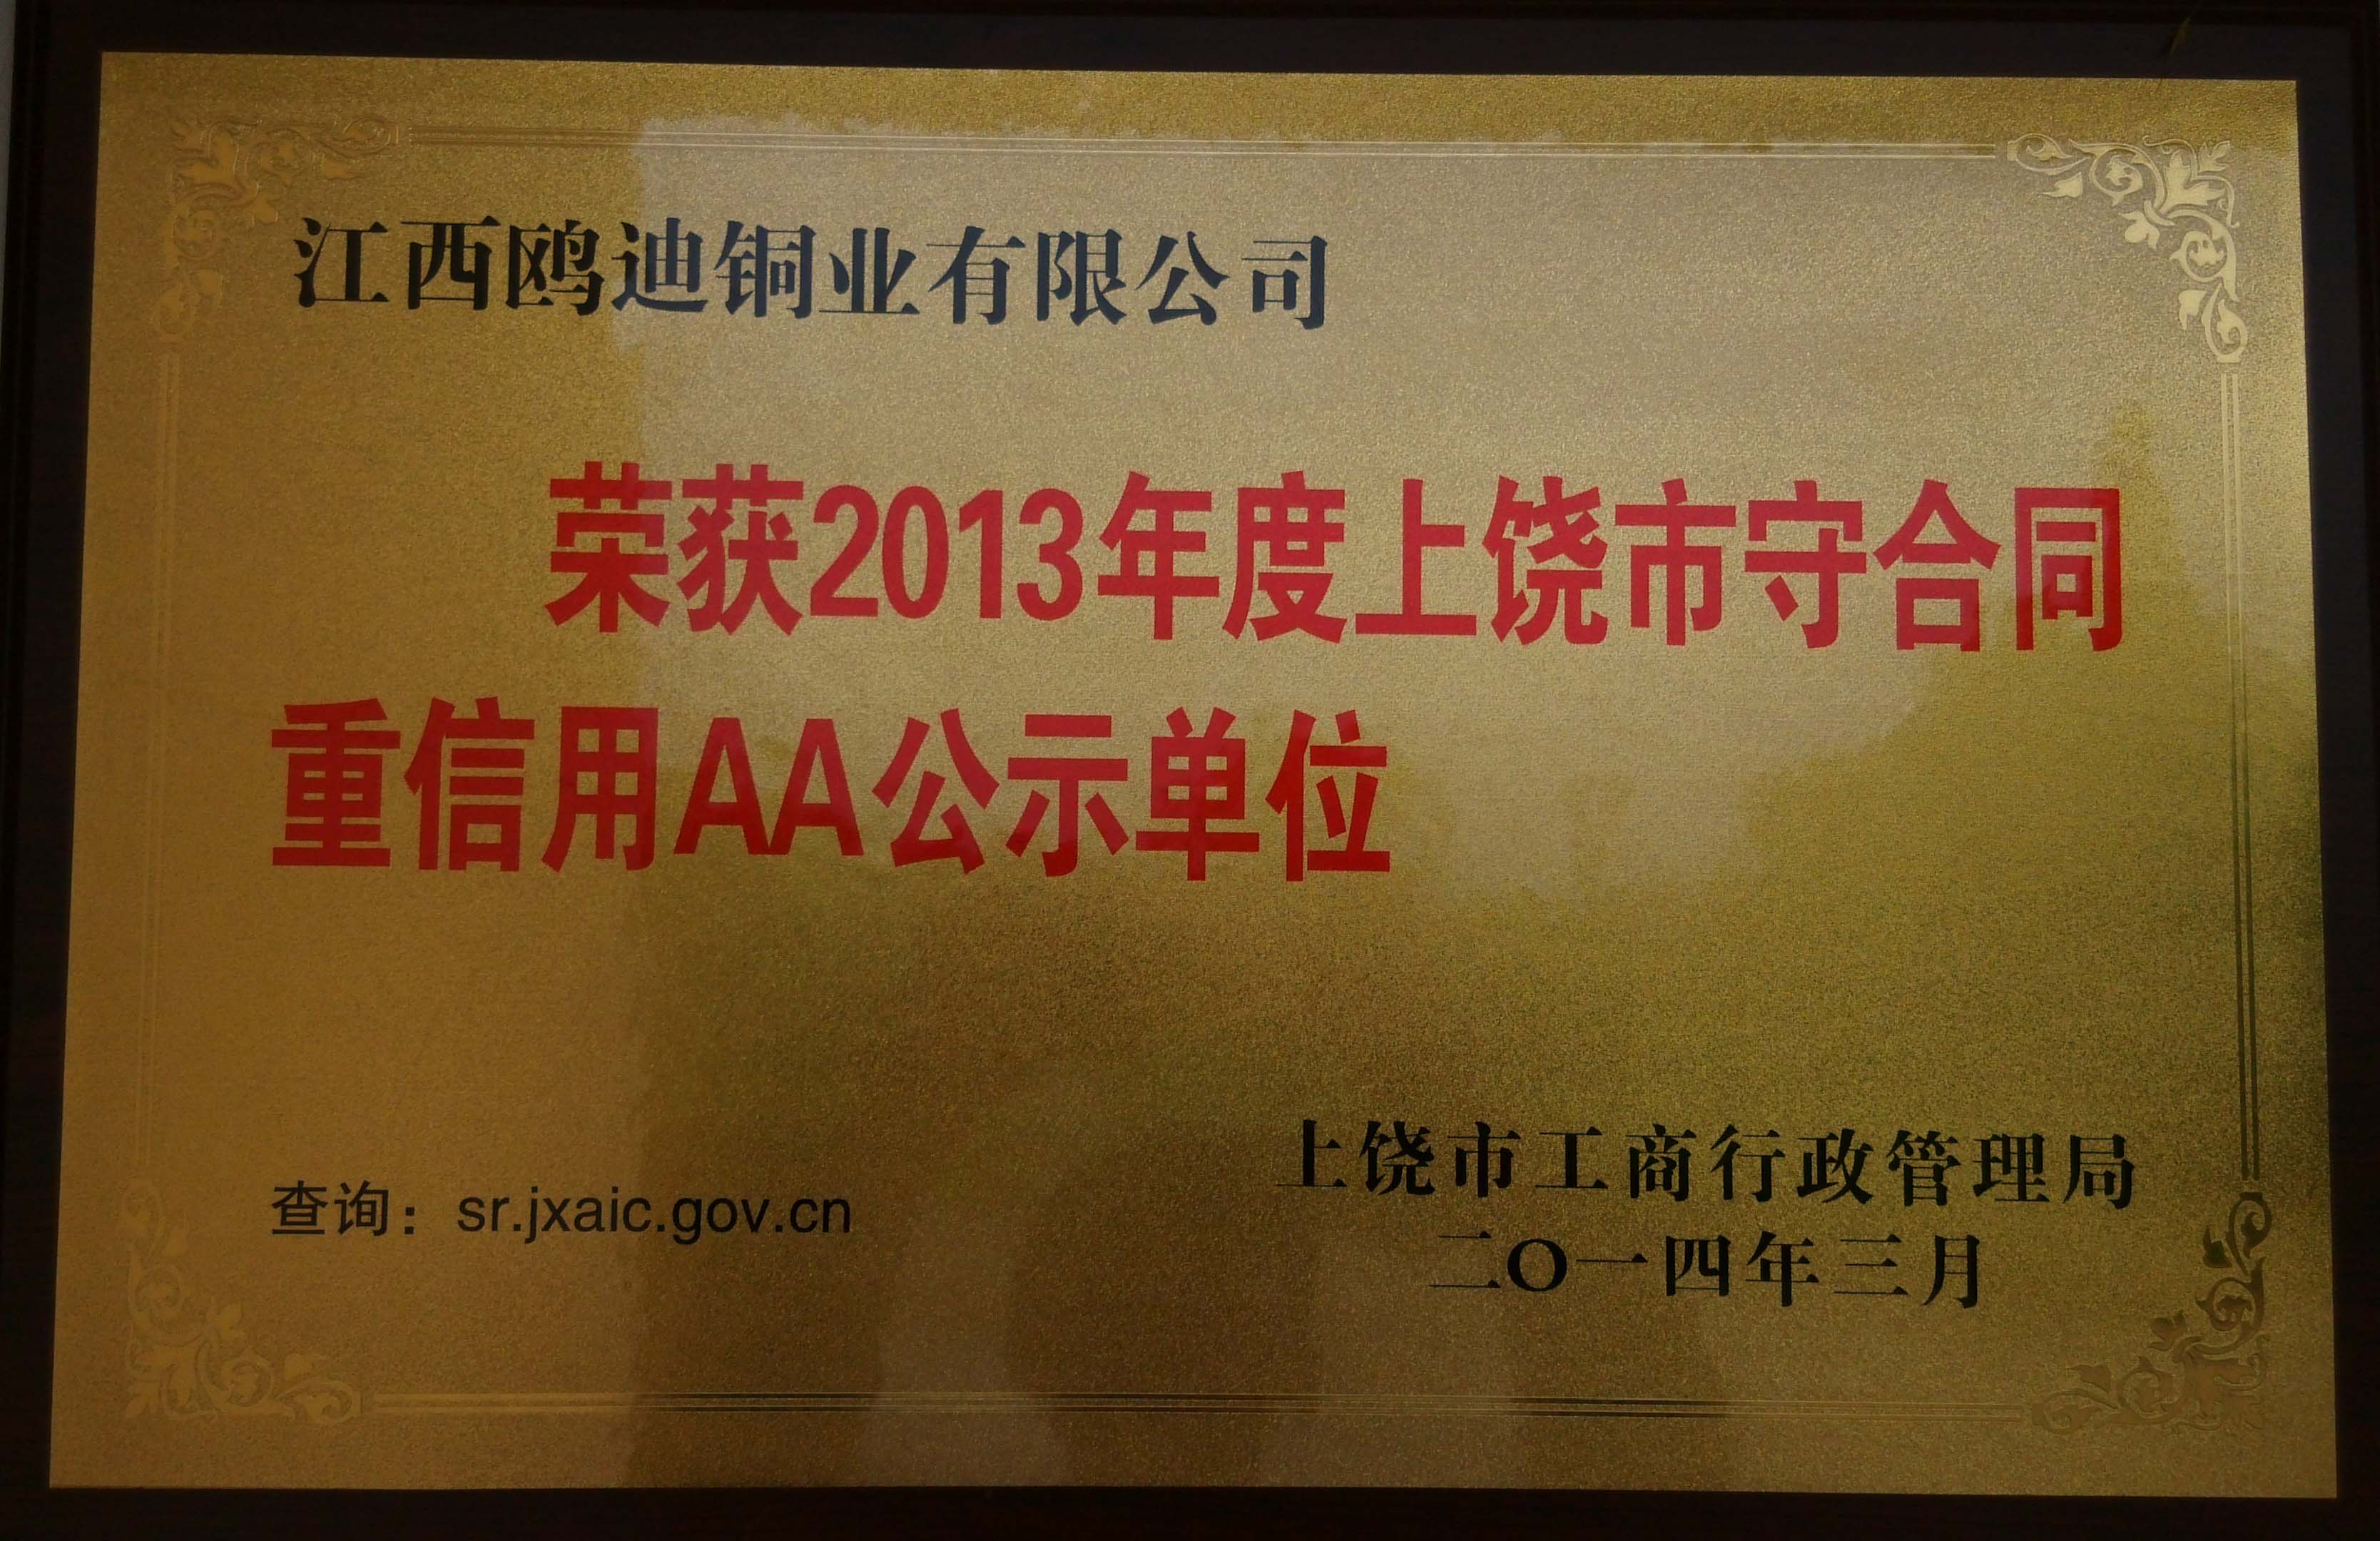 江西鸥迪铜业有限公司
荣获2013年度上饶市守合同
重信用AA公示单位
查询：sr.jxaic.gov.cn
上饶市工商行政管理局
二〇一四年三月